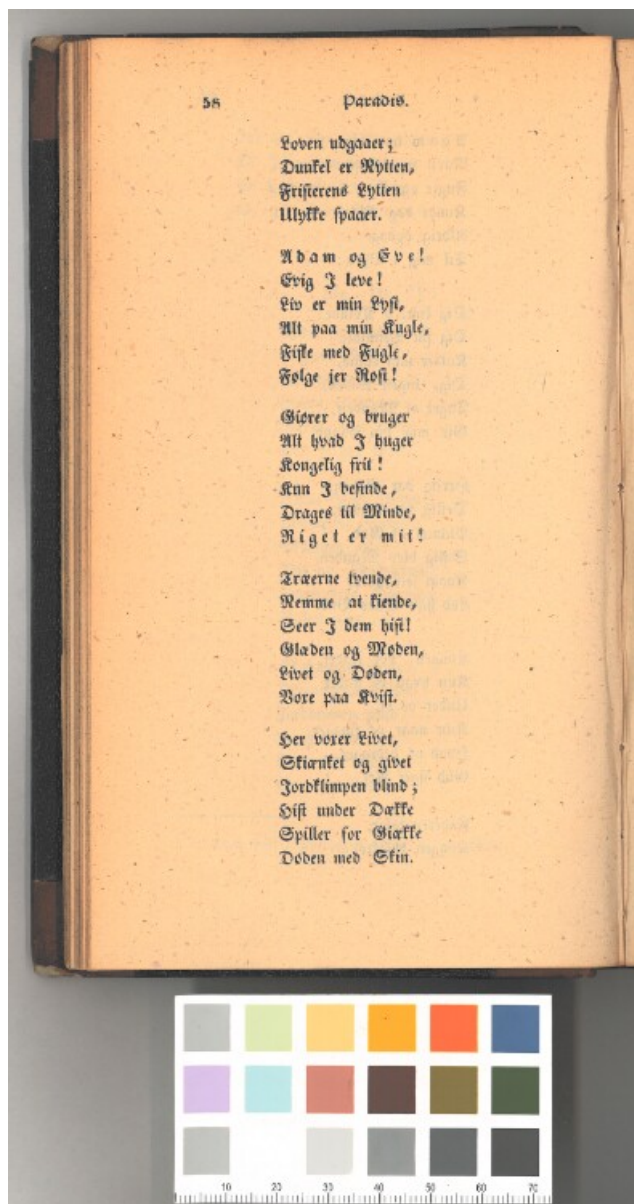 58 Paradis.
Loven udgaaer;
Dunkel er Nytten,
Fristerens Lytten
Ulykke spaaer.
Adam og Eve!
Evig I leve!
Liv er min Lyst,
Alt paa min Kugle,
Fiske med Fugle,
Følge jer Røst!
Giører og bruger
Alt hvad I huger
Kongelig frit!
Kun I befinde,
Drages til Minde,
Riget er mit!
Træerne tvende,
Nemme at kiende,
Seer I dem hist!
Glæden og Møden,
Livet og Døden,
Voxe paa Kvist.
Her voxer Livet,
Skiænket og givet
Jordklimpen blind;
Hist under Dække
Spiller for Giække
Døden med Skin.
10 20 30 40 50 60 70